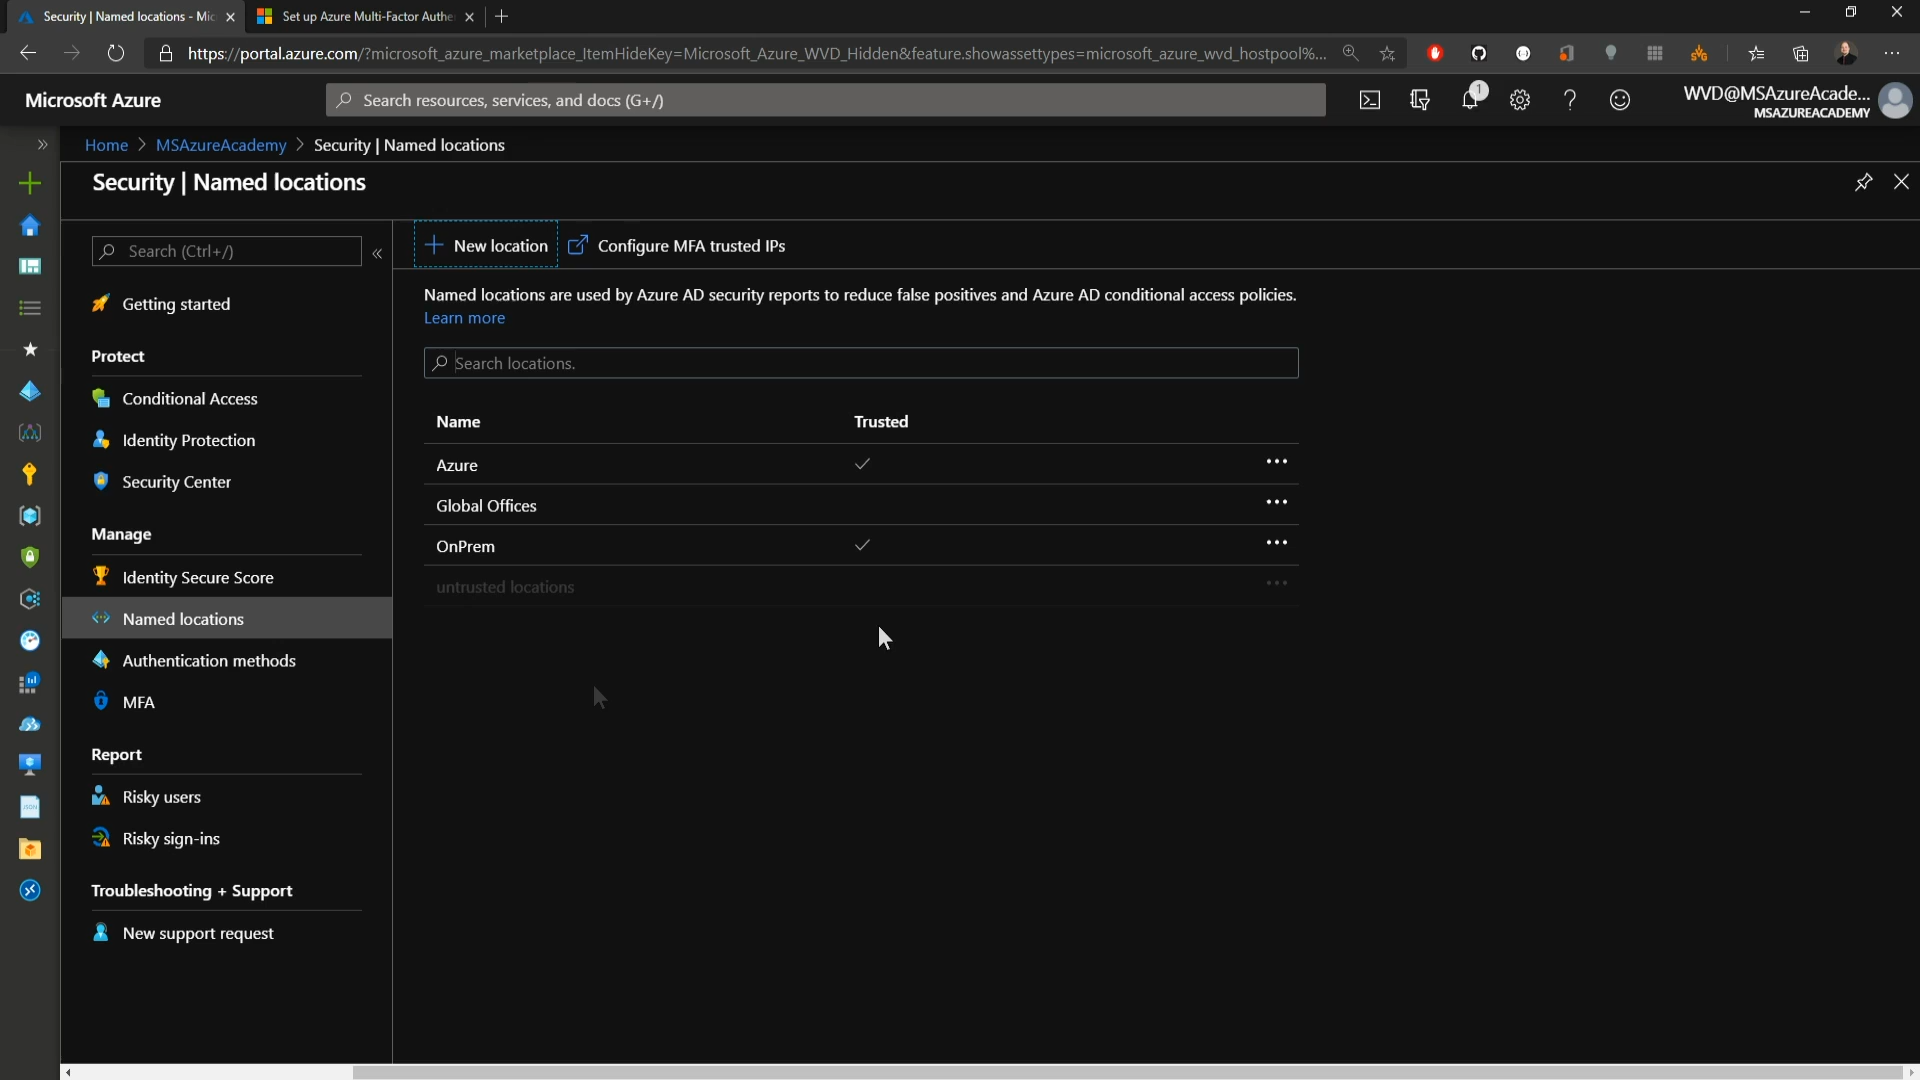 Security | Named locations - Mic
Set up Azure Multi-Factor Authe
https://portal.azure.com/?microsoft_azure_marketplace_ItemHideKey=Microsoft_Azure_WVD_Hidden&feature.showassettypes=microsoft_azure_wvd_hostpool%...
Microsoft Azure
Search resources, services, and docs (G+/)
1
WVD@MSAzureAcade...
MSAZUREACADEMY
Home > MSAzureAcademy > Security | Named locations
Security | Named locations
Search (Ctrl+/)
Getting started
Protect
Conditional Access
Identity Protection
Security Center
Manage
Identity Secure Score
Named locations
Authentication methods
MFA
Report
Risky users
Risky sign-ins
Troubleshooting + Support
New support request
New location
Configure MFA trusted IPs
Named locations are used by Azure AD security reports to reduce false positives and Azure AD conditional access policies.
Learn more
Search locations.
Name Trusted
Azure
Global Offices
OnPrem
untrusted locations